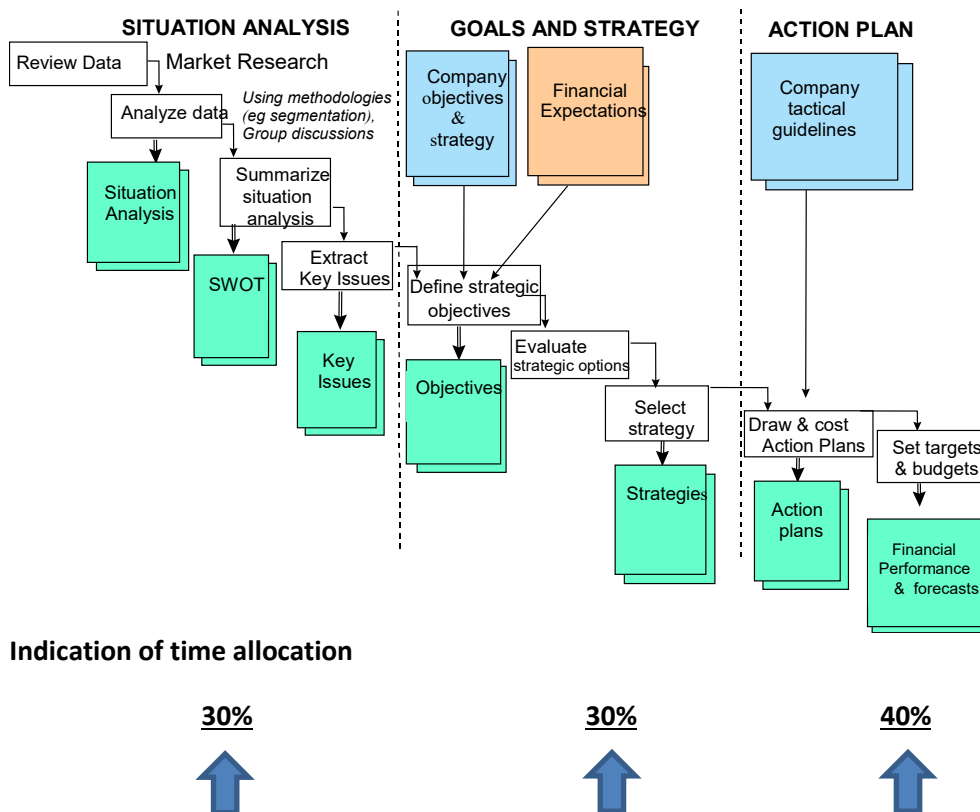 SITUATION ANALYSIS
GOALS AND STRATEGY
ACTION PLAN
Review Data
Market Research
Analyze data
Using methodologies
(eg segmentation),
Group discussions
Situation
Analysis
Summarize
situation
analysis
SWOT
Extract
Key Issues
Key
Issues
Company
objectives
&
strategy
Financial
Expectations
Define strategic
objectives
Objectives
Evaluate
strategic options
Select
strategy
Strategies
Company
tactical
guidelines
Draw & cost
Action Plans
Action
plans
Set targets
& budgets
Financial
Performance
& forecasts
Indication of time allocation
30%
30%
40%